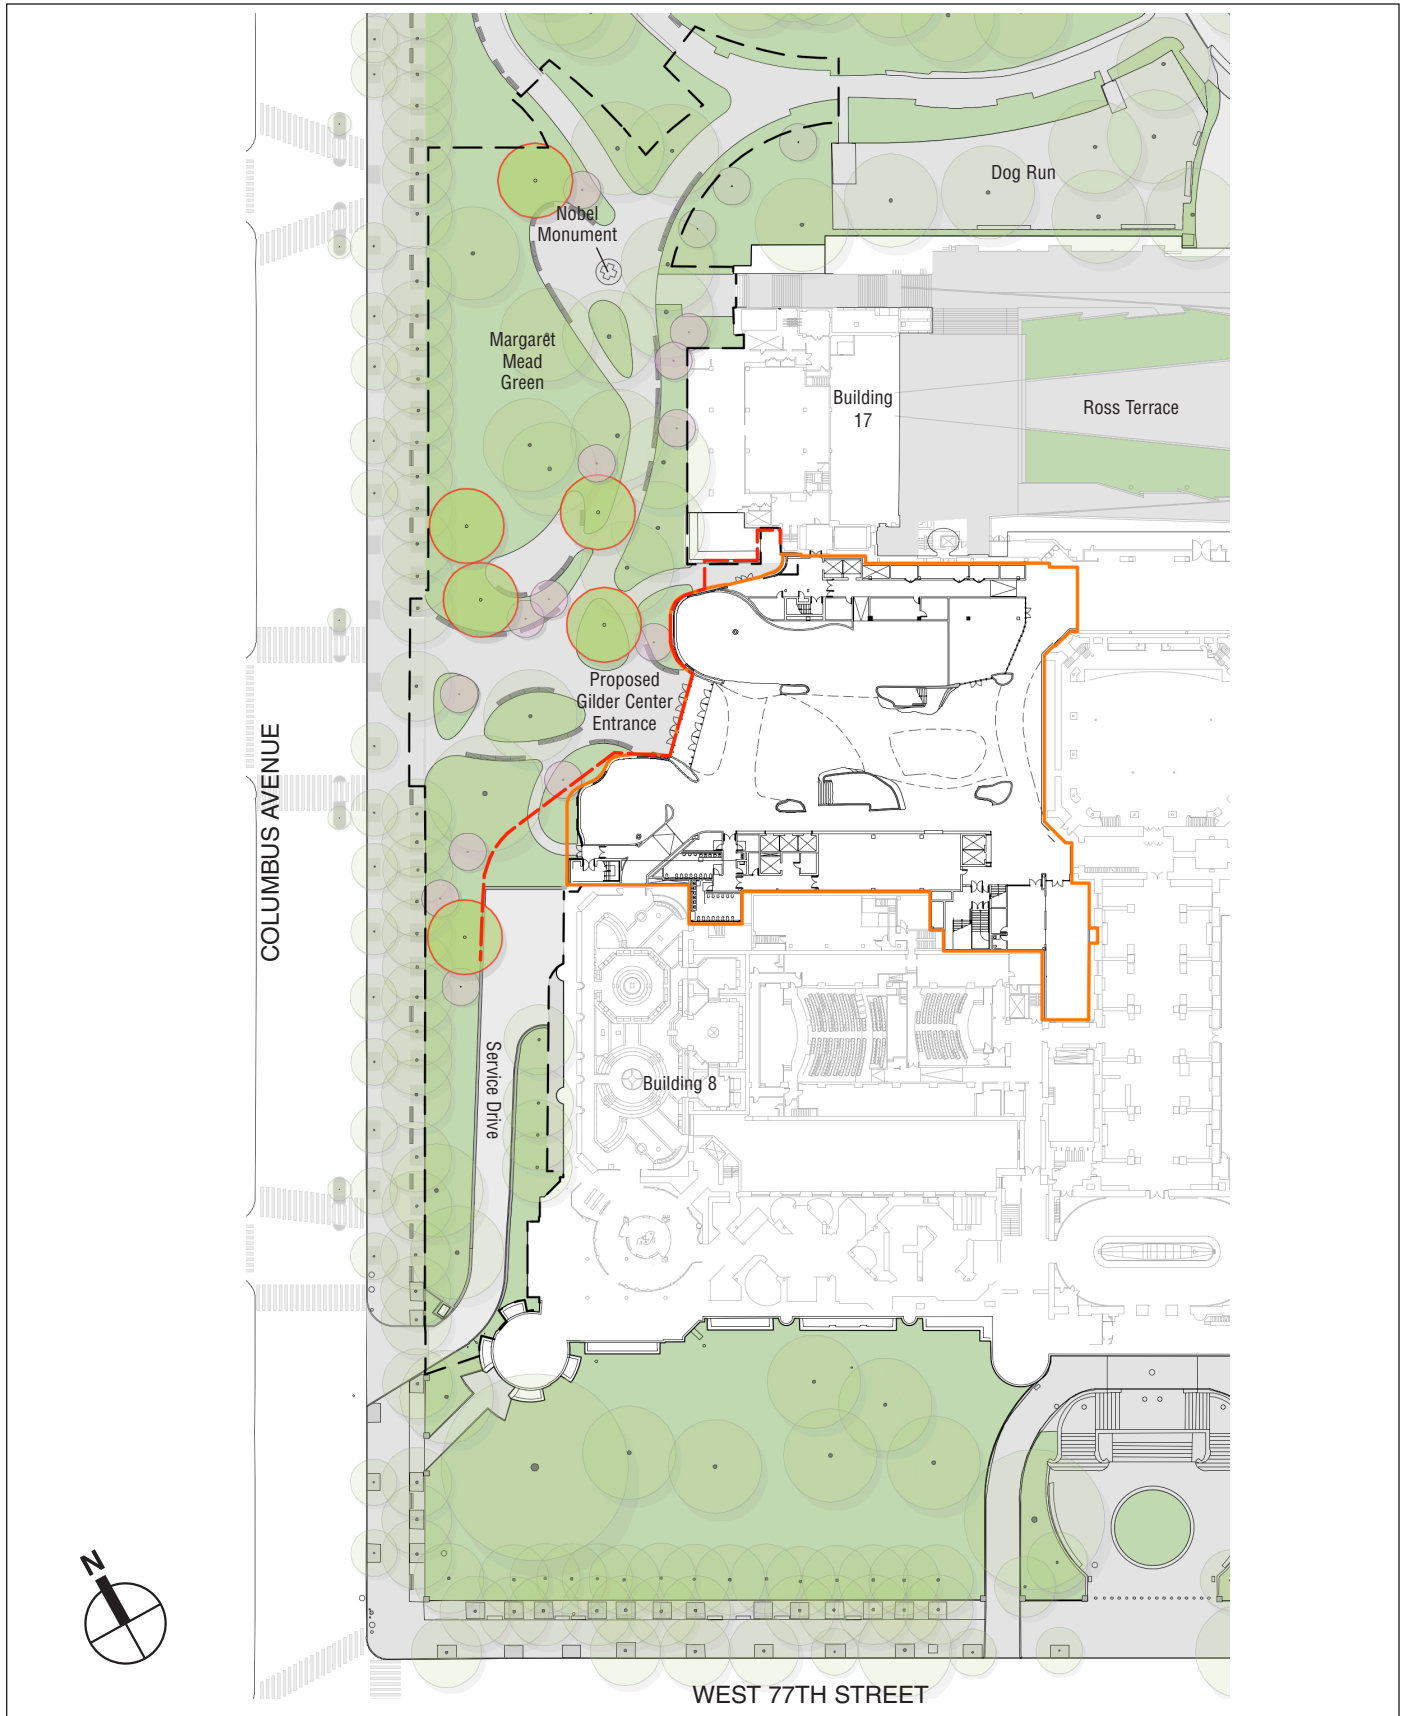 Dog Run
Nobel
Monument
Margaret
Mead
Green
Building
17
Ross Terrace
Proposed
Gilder Center
Entrance
COLUMBUS AVENUE
Service Drive
Building 8
N
WEST 77TH STREET